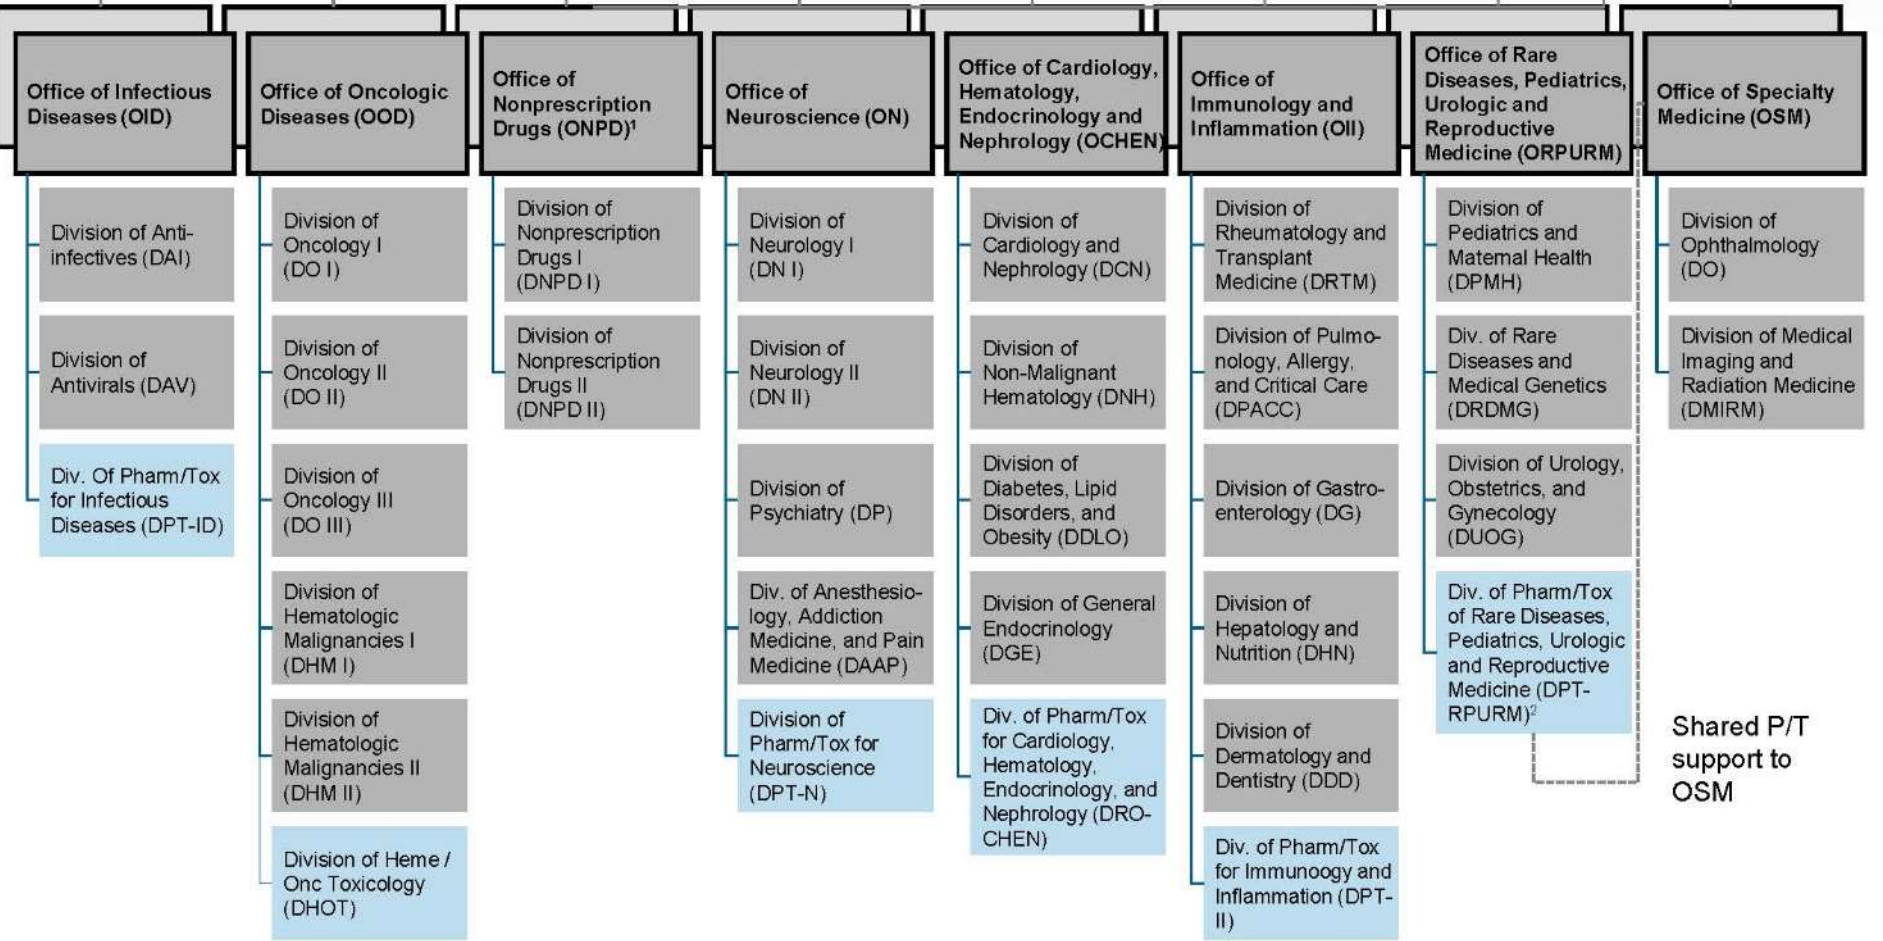 Office of Infectious
Diseases (OID)
Division of Anti-
infectives (DAI)
Division of
Antivirals (DAV)
Div. Of Pharm/Tox
for Infectious
Diseases (DPT-ID)
Office of Oncologic
Diseases (OOD)
Division of
Oncology I
(DO I)
Division of
Oncology II
(DO II)
Division of
Oncology III
(DO III)
Division of
Hematologic
Malignancies I
(DHM I)
Division of
Hematologic
Malignancies II
(DHM II)
Division of Heme /
Onc Toxicology
(DHOT)
Office of
Nonprescription
Drugs (ONPD)¹
Division of
Nonprescription
Drugs I
(DNPD I)
Division of
Nonprescription
Drugs II
(DNPD II)
Office of
Neuroscience (ON)
Division of
Neurology I
(DN I)
Division of
Neurology II
(DN II)
Division of
Psychiatry (DP)
Div. of Anesthesio-
logy, Addiction
Medicine, and Pain
Medicine (DAAP)
Division of
Pharm/Tox for
Neuroscience
(DPT-N)
Office of Cardiology,
Hematology,
Endocrinology and
Nephrology (OCHEN)
Division of
Cardiology and
Nephrology (DCN)
Division of
Non-Malignant
Hematology (DNH)
Division of
Diabetes, Lipid
Disorders, and
Obesity (DDLO)
Division of General
Endocrinology
(DGE)
Div. of Pharm/Tox
for Cardiology,
Hematology,
Endocrinology, and
Nephrology (DRO-
CHEN)
Office of
Immunology and
Inflammation (OII)
Division of
Rheumatology and
Transplant
Medicine (DRTM)
Division of Pulmo-
nology, Allergy,
and Critical Care
(DPACC)
Division of Gastro-
enterology (DG)
Division of
Hepatology and
Nutrition (DHN)
Division of
Dermatology and
Dentistry (DDD)
Div. of Pharm/Tox
for Immunoogy and
Inflammation (DPT-
II)
Office of Rare
Diseases, Pediatrics,
Urologic and
Reproductive
Medicine (ORPURM)
Division of
Pediatrics and
Maternal Health
(DPMH)
Div. of Rare
Diseases and
Medical Genetics
(DRDMG)
Division of Urology,
Obstetrics, and
Gynecology
(DUOG)
Div. of Pharm/Tox
of Rare Diseases,
Pediatrics, Urologic
and Reproductive
Medicine (DPT-
RPURM)²
Office of Specialty
Medicine (OSM)
Division of
Ophthalmology
(DO)
Division of Medical
Imaging and
Radiation Medicine
(DMIRM)
Shared P/T
support to
OSM